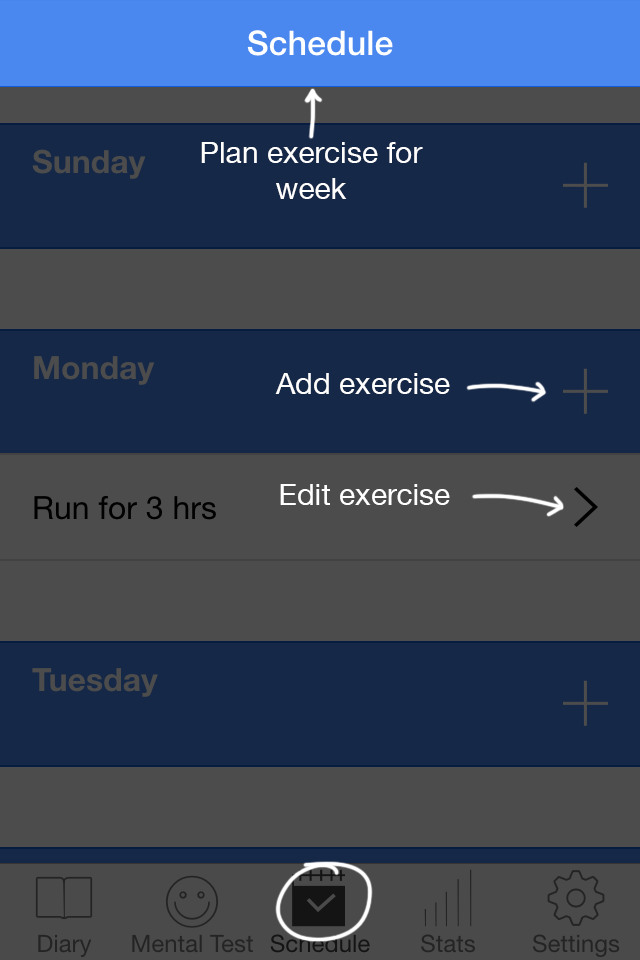 Schedule
Plan exercise for
week
Sunday
Monday
Add exercise
Run for 3 hrs
Edit exercise
Tuesday
Diary
Mental Test
Schedule
Stats
Settings